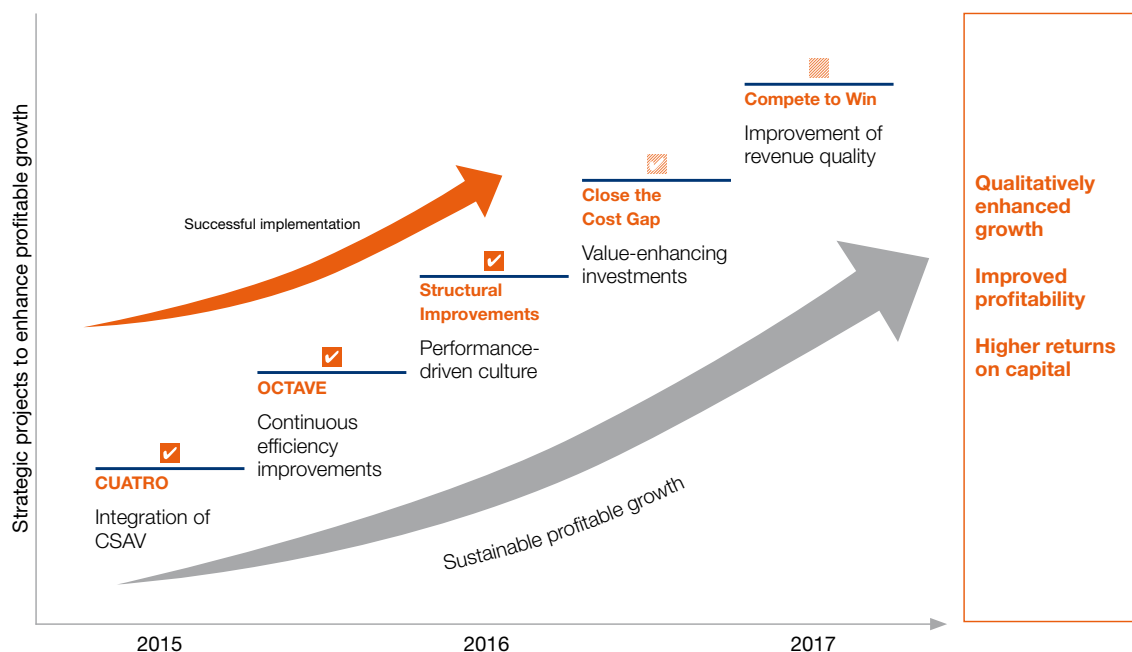 Strategic projects to enhance profitable growth
Successful implementation
CUATRO
Integration of
CSAV
OCTAVE
Continuous
efficiency
improvements
Structural
Improvements
Performance-
driven culture
Close the
Cost Gap
Value-enhancing
investments
Compete to Win
Improvement of
revenue quality
Sustainable profitable growth
2015
2016
2017
Qualitatively
enhanced
growth
Improved
profitability
Higher returns
on capital